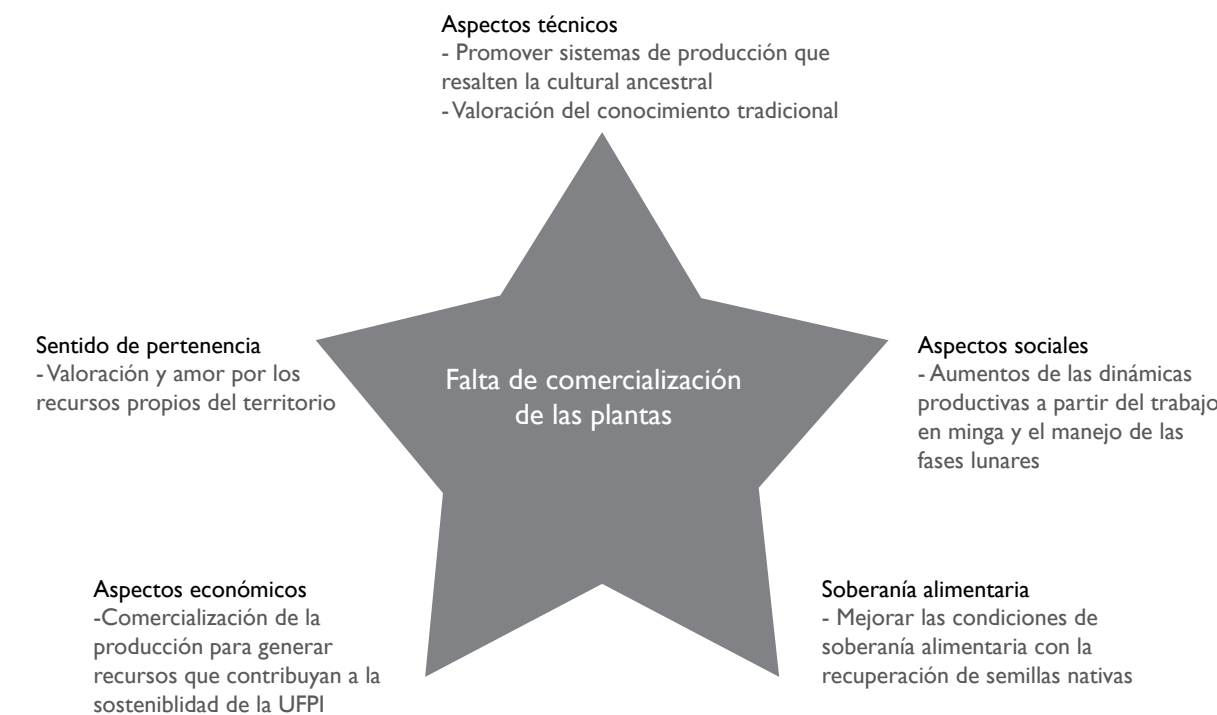 Aspectos técnicos
- Promover sistemas de producción que
resalten la cultural ancestral
- Valoración del conocimiento tradicional
Sentido de pertenencia
- Valoración y amor por los
recursos propios del territorio
Falta de comercialización
de las plantas
Aspectos sociales
- Aumentos de las dinámicas
productivas a partir del trabajo
en minga y el manejo de las
fases lunares
Aspectos económicos
-Comercialización de la
producción para generar
recursos que contribuyan a la
sosteniblidad de la UFPI
Soberanía alimentaria
- Mejorar las condiciones de
soberanía alimentaria con la
recuperación de semillas nativas